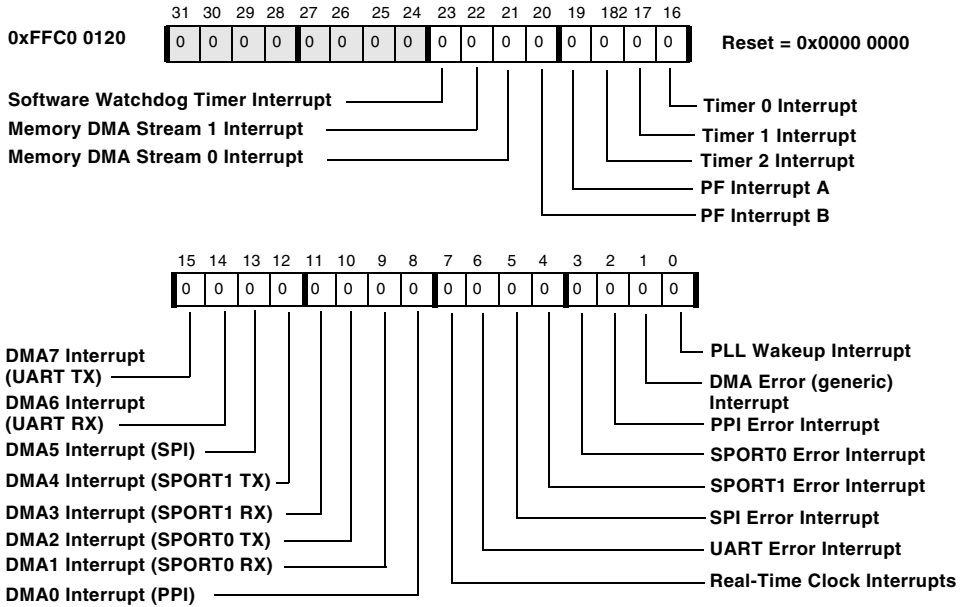 31 30 29 28 27 26 25 24 23 22 21 20 19 182 17 16
0xFFC0 0120 0 0 0 0 0 0 0 0 0 0 0 0 0 0 0 0 Reset = 0x0000 0000
Software Watchdog Timer Interrupt
Memory DMA Stream 1 Interrupt
Memory DMA Stream 0 Interrupt
Timer 0 Interrupt
Timer 1 Interrupt
Timer 2 Interrupt
PF Interrupt A
PF Interrupt B
15 14 13 12 11 10 9 8 7 6 5 4 3 2 1 0
0 0 0 0 0 0 0 0 0 0 0 0 0 0 0 0
DMA7 Interrupt
(UART TX)
DMA6 Interrupt
(UART RX)
DMA5 Interrupt (SPI)
DMA4 Interrupt (SPORT1 TX)
DMA3 Interrupt (SPORT1 RX)
DMA2 Interrupt (SPORT0 TX)
DMA1 Interrupt (SPORT0 RX)
DMA0 Interrupt (PPI)
PLL Wakeup Interrupt
DMA Error (generic)
Interrupt
PPI Error Interrupt
SPORT0 Error Interrupt
SPORT1 Error Interrupt
SPI Error Interrupt
UART Error Interrupt
Real-Time Clock Interrupts